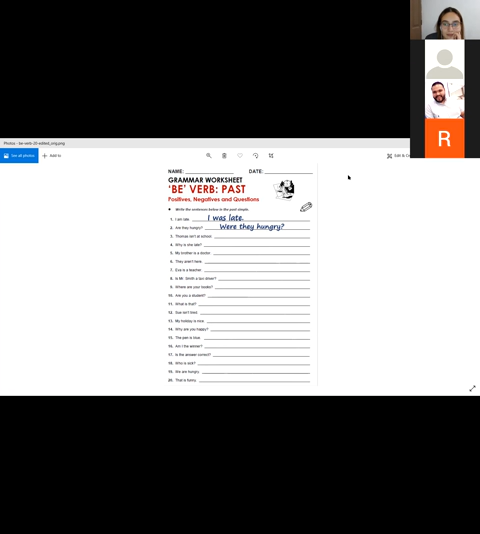 Photos - be-verb-20-edited_orig.png
See all photos
Add to
Edit & Cr
R
NAME: DATE:
GRAMMAR WORKSHEET
'BE' VERB: PAST
Positives, Negatives and Questions
Write the sentences below in the past simple.
1. I am late. I was late.
2. Are they hungry? Were they hungry?
3. Thomas isn't at school.
4. Why is she late?
5. My brother is a doctor.
6. They aren't here.
7. Eva is a teacher.
8. Is Mr. Smith a taxi driver?
9. Where are your books?
10. Are you a student?
11. What is that?
12. Sue isn't tired.
13. My holiday is nice.
14. Why are you happy?
15. The pen is blue.
16. Am I the winner?
17. Is the answer correct?
18. Who is sick?
19. We are hungry.
20. That is funny.